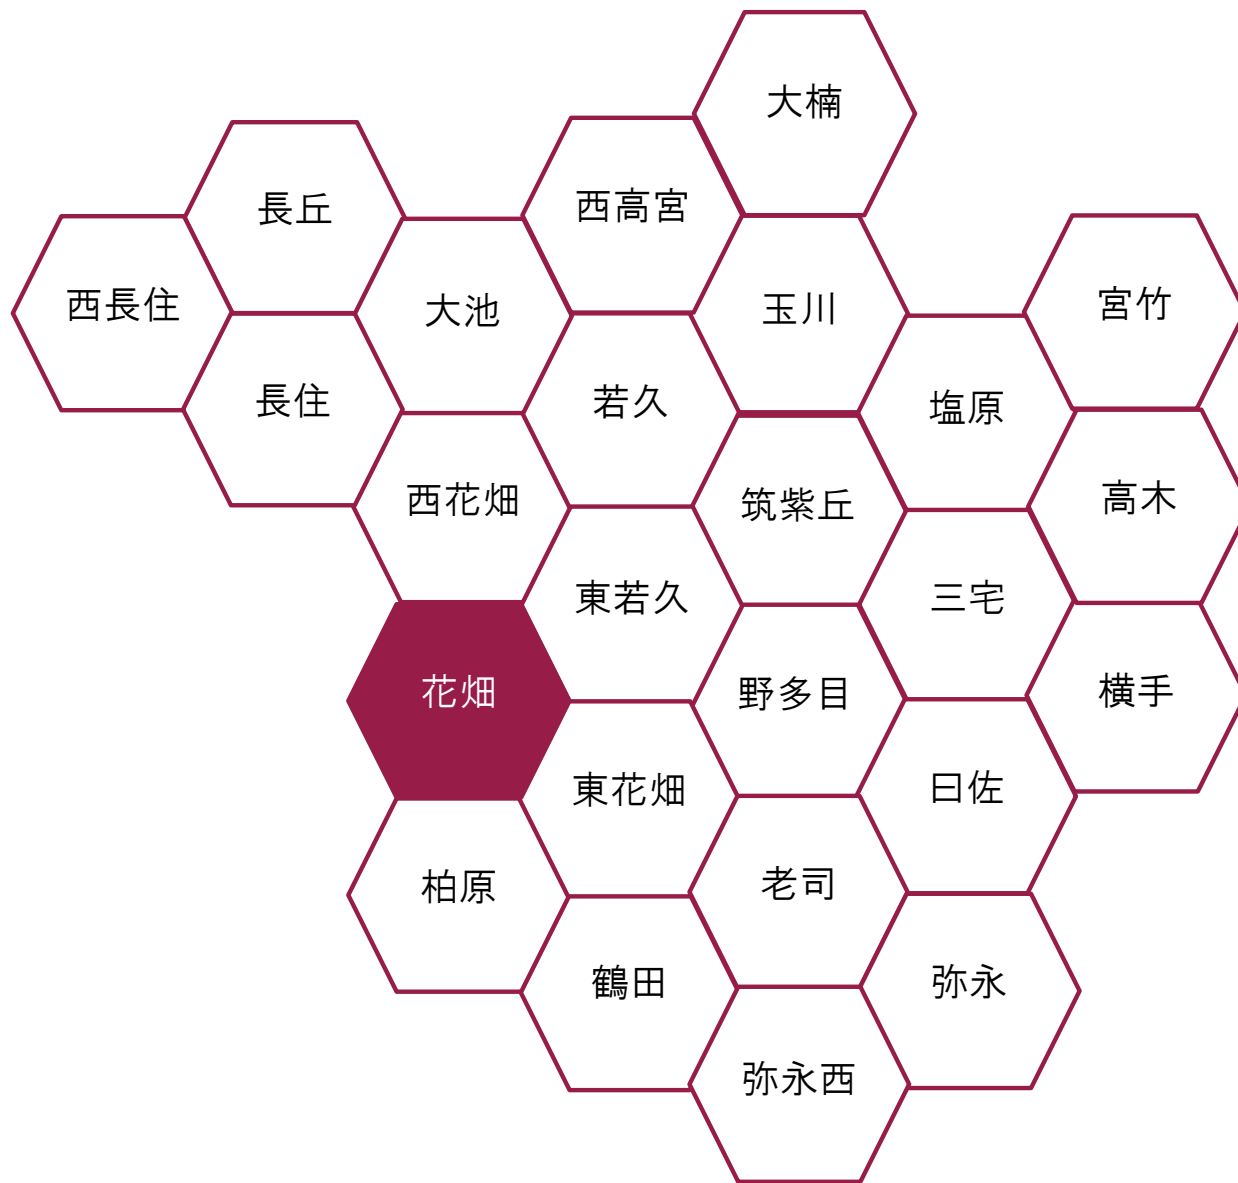 大楠
西高宮
長丘
西長住
大池
玉川
宮竹
長住
若久
塩原
西花畑
筑紫丘
高木
東若久
三宅
花畑
野多目
横手
東花畑
曰佐
柏原
老司
鶴田
弥永
弥永西